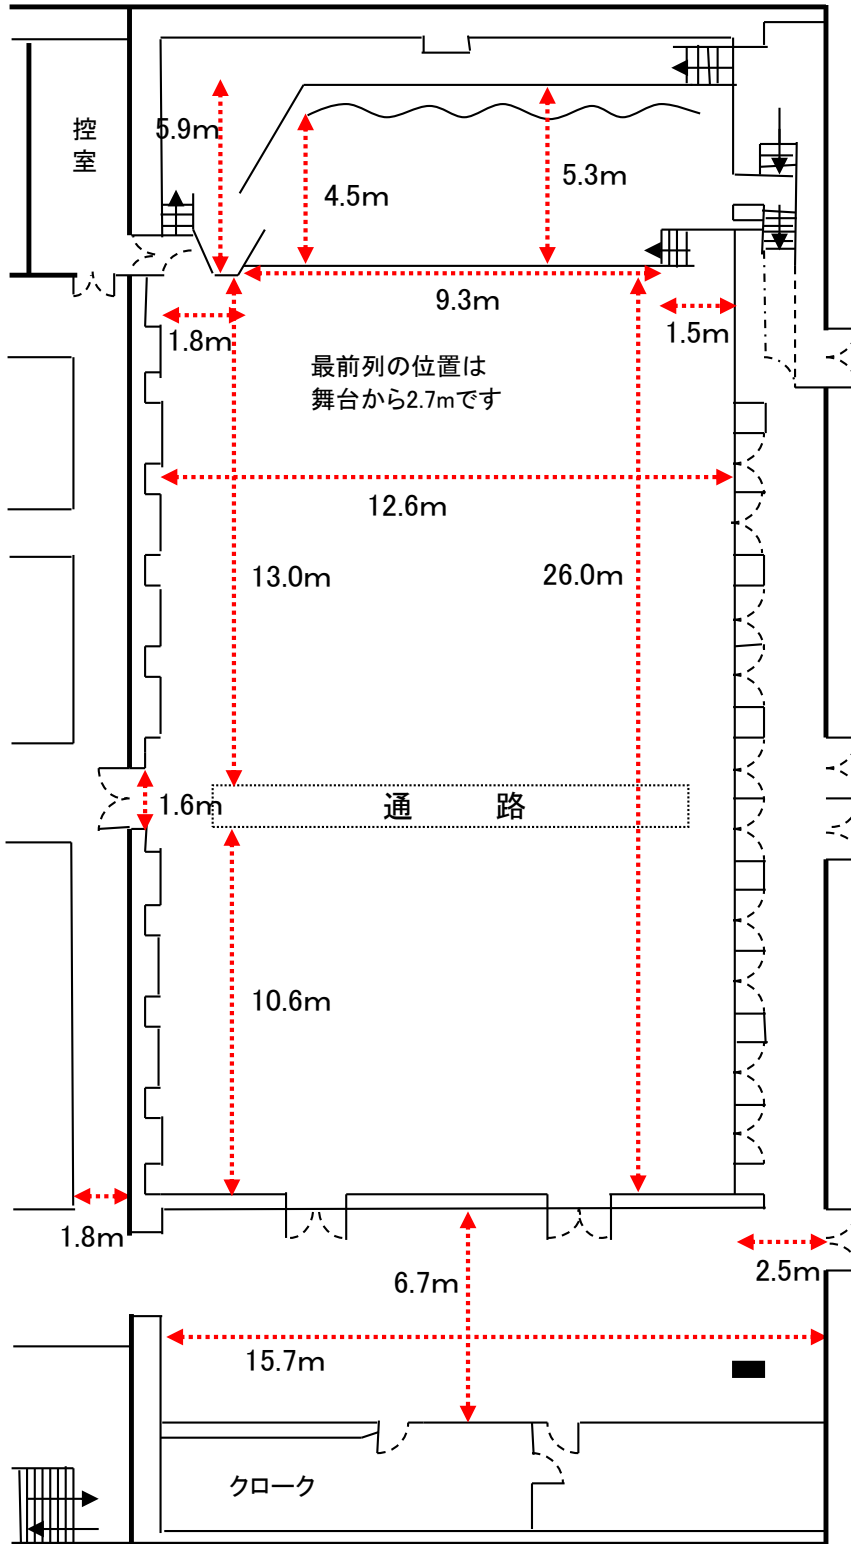 控
室
5.9m
4.5m
5.3m
9.3m
1.8m
1.5m
最前列の位置は
舞台から2.7mです
12.6m
13.0m
26.0m
1.6m
通　　路
10.6m
1.8m
6.7m
2.5m
15.7m
クローク